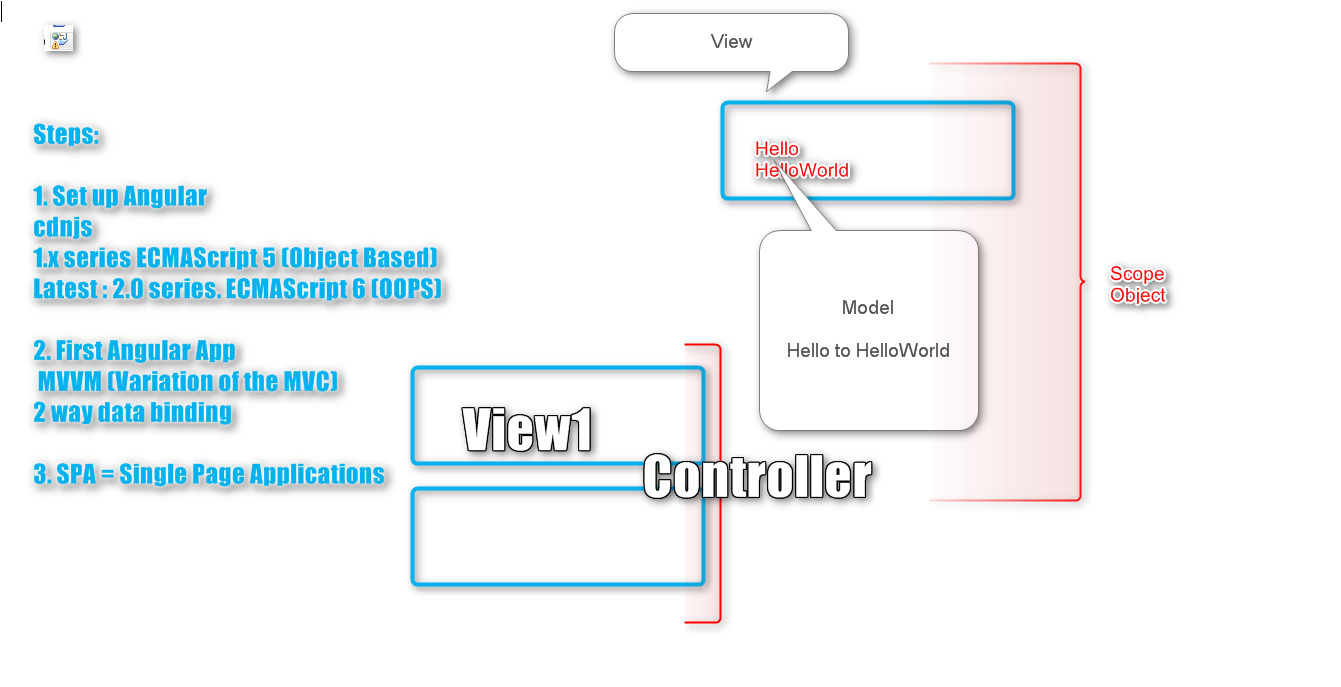 Steps:
1. Set up Angular
cdnjs
1.x series ECMAScript 5 (Object Based)
Latest : 2.0 series. ECMAScript 6 (OOPS)
2. First Angular App
MVVM (Variation of the MVC)
2 way data binding
3. SPA = Single Page Applications
View
Hello
HelloWorld
Model
Hello to HelloWorld
Scope
Object
View1
Controller